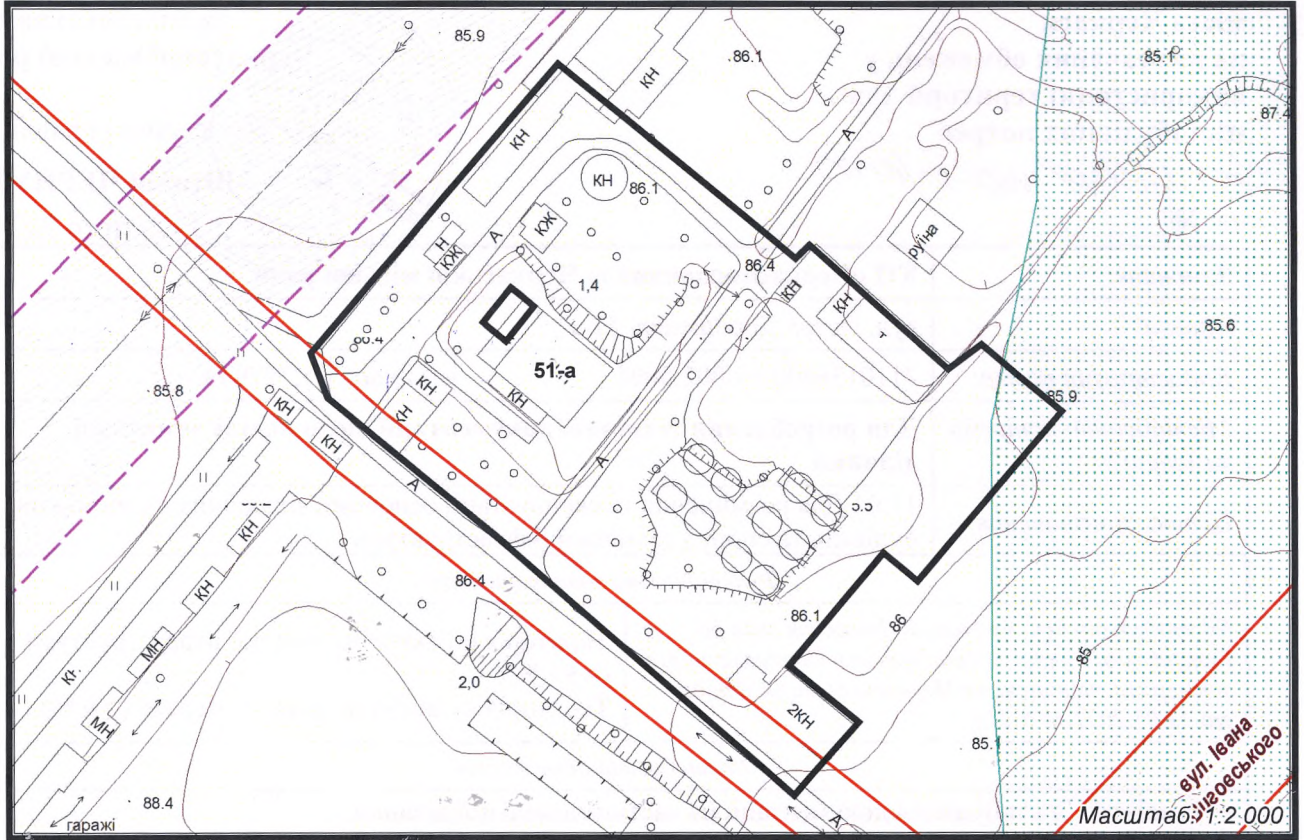 85.9
86.1
85.1
87.4
КН
КН
А
КН
86.1
КЖ
А
Н
КЖ
руїна
86.4
1,4
КН
КН
т
85.6
51-а
85.8
КН
КН
КН
85.9
КН
КН
А
А
КН
5.5
КН
86.4
86.1
86
85
МН
2,0
МН
2КН
85.1
вул. Івана
88.4
гаражі
А
Масштаб: 1:2 000